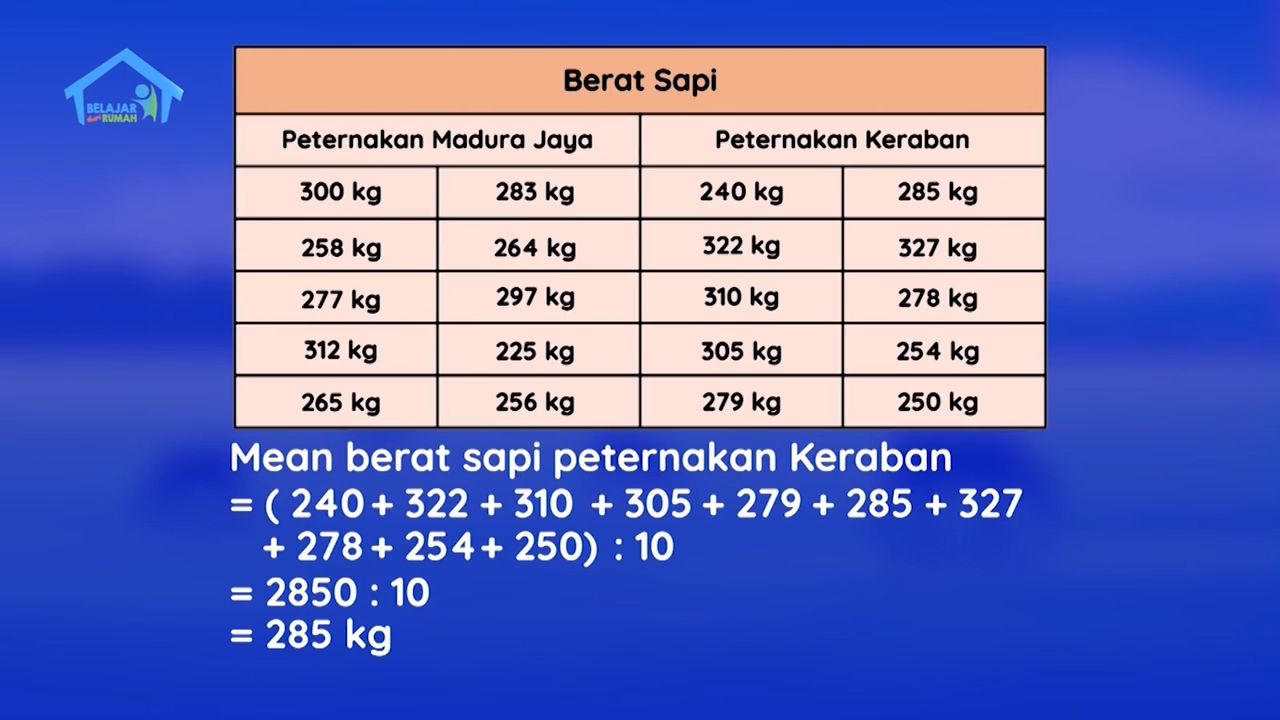 BELAJAR
dari RUMAH
Berat Sapi
Peternakan Madura Jaya Peternakan Keraban
300 kg 283 kg 240 kg 285 kg
258 kg 264 kg 322 kg 327 kg
277 kg 297 kg 310 kg 278 kg
312 kg 225 kg 305 kg 254 kg
265 kg 256 kg 279 kg 250 kg
Mean berat sapi peternakan Keraban
= ( 240 + 322 + 310 + 305 + 279 + 285 + 327
+ 278 + 254 + 250) : 10
= 2850 : 10
= 285 kg